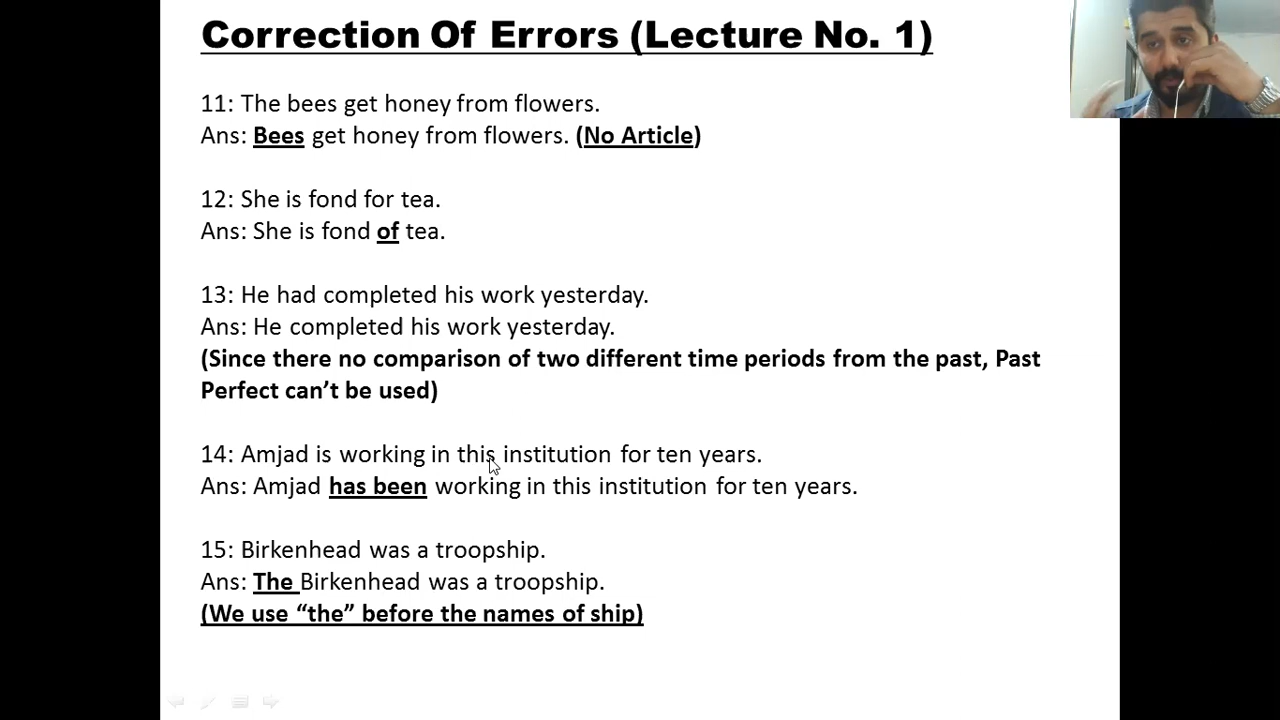 Correction Of Errors (Lecture No. 1)
11: The bees get honey from flowers.
Ans: Bees get honey from flowers. (No Article)
12: She is fond for tea.
Ans: She is fond of tea.
13: He had completed his work yesterday.
Ans: He completed his work yesterday.
(Since there no comparison of two different time periods from the past, Past
Perfect can’t be used)
14: Amjad is working in this institution for ten years.
Ans: Amjad has been working in this institution for ten years.
15: Birkenhead was a troopship.
Ans: The Birkenhead was a troopship.
(We use “the” before the names of ship)